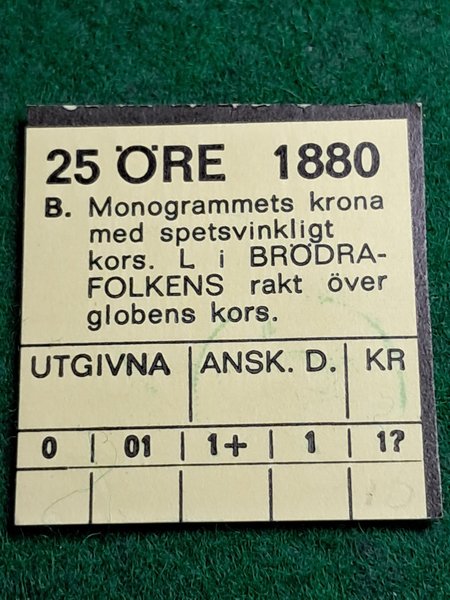 25 ÖRE 1880
B. Monogrammets krona
med spetsvinkligt
kors. L i BRÖDRA-
FOLKENS rakt över
globens kors.
UTGIVNA ANSK. D. KR
0 01 1+ 1 1?